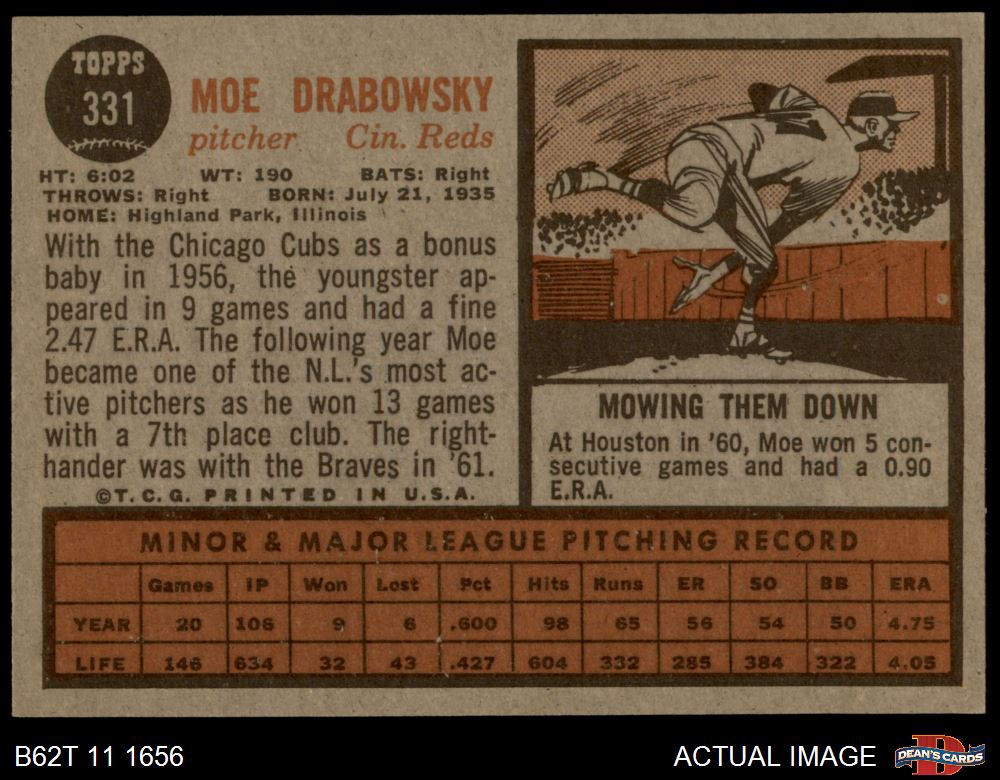 TOPPS
331
MOE DRABOWSKY
pitcher Cin. Reds
HT: 6:02 WT: 190 BATS: Right
THROWS: Right BORN: July 21, 1935
HOME: Highland Park, Illinois
With the Chicago Cubs as a bonus
baby in 1956, the youngster ap-
peared in 9 games and had a fine
2.47 E.R.A. The following year Moe
became one of the N.L.'s most ac-
tive pitchers as he won 13 games
with a 7th place club. The right-
hander was with the Braves in '61.
©T.C.G. PRINTED IN U.S.A.
MOWING THEM DOWN
At Houston in '60, Moe won 5 con-
secutive games and had a 0.90
E.R.A.
MINOR & MAJOR LEAGUE PITCHING RECORD
Games IP Won Lost Pct Hits Runs ER SO BB ERA
YEAR 20 106 9 6 .600 98 65 56 54 50 4.75
LIFE 146 634 32 43 .427 604 332 285 384 322 4.05
B62T 11 1656 ACTUAL IMAGE DEAN'S CARDS